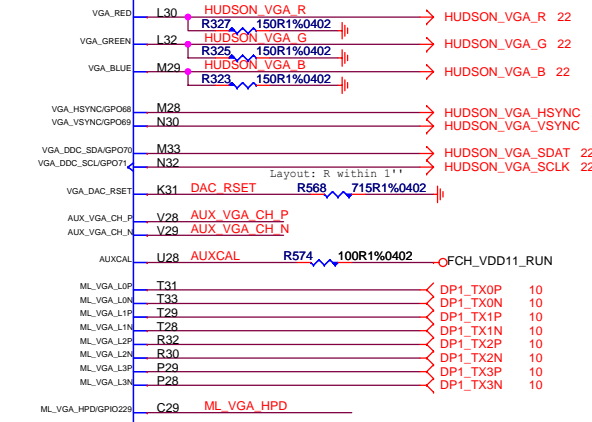 VGA_RED L30 HUDSON_VGA_R HUDSON_VGA_R 22
R327 150R1%0402
VGA_GREEN L32 HUDSON_VGA_G HUDSON_VGA_G 22
R325 150R1%0402
VGA_BLUE M29 HUDSON_VGA_B HUDSON_VGA_B 22
R323 150R1%0402
VGA_HSYNC/GPO68 M28 HUDSON_VGA_HSYNC
VGA_VSYNC/GPO69 N30 HUDSON_VGA_VSYNC
VGA_DDC_SDA/GPO70 M33 HUDSON_VGA_SDAT 22
VGA_DDC_SCL/GPO71 N32 HUDSON_VGA_SCLK 22
Layout: R within 1''
VGA_DAC_RSET K31 DAC_RSET R568 715R1%0402
AUX_VGA_CH_P V28 AUX_VGA_CH_P
AUX_VGA_CH_N V29 AUX_VGA_CH_N
AUXCAL U28 AUXCAL R574 100R1%0402 FCH_VDD11_RUN
ML_VGA_L0P T31 DP1_TX0P 10
ML_VGA_L0N T33 DP1_TX0N 10
ML_VGA_L1P T29 DP1_TX1P 10
ML_VGA_L1N T28 DP1_TX1N 10
ML_VGA_L2P R32 DP1_TX2P 10
ML_VGA_L2N R30 DP1_TX2N 10
ML_VGA_L3P P29 DP1_TX3P 10
ML_VGA_L3N P28 DP1_TX3N 10
ML_VGA_HPD/GPIO229 C29 ML_VGA_HPD